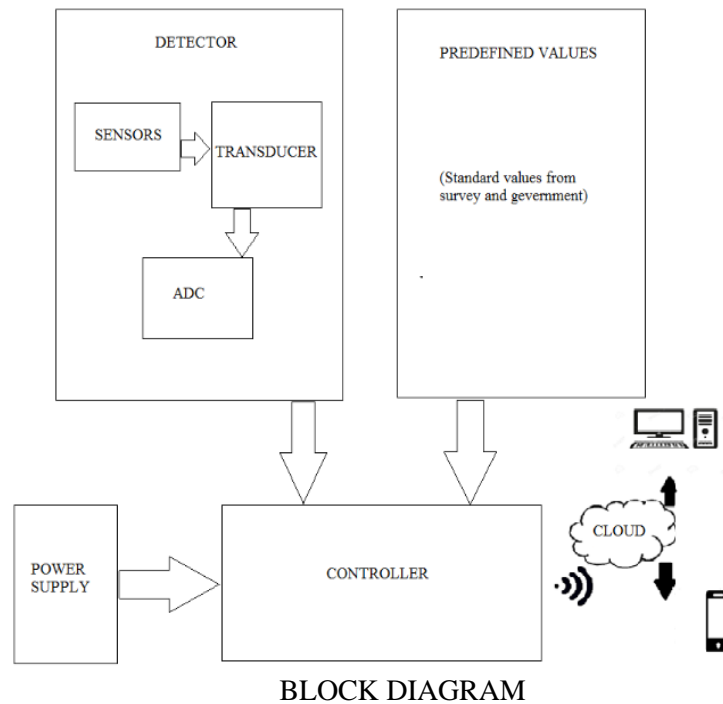 DETECTOR
SENSORS
TRANSDUCER
ADC
PREDEFINED VALUES
(Standard values from
survey and gevernment)
POWER
SUPPLY
CONTROLLER
CLOUD
BLOCK DIAGRAM